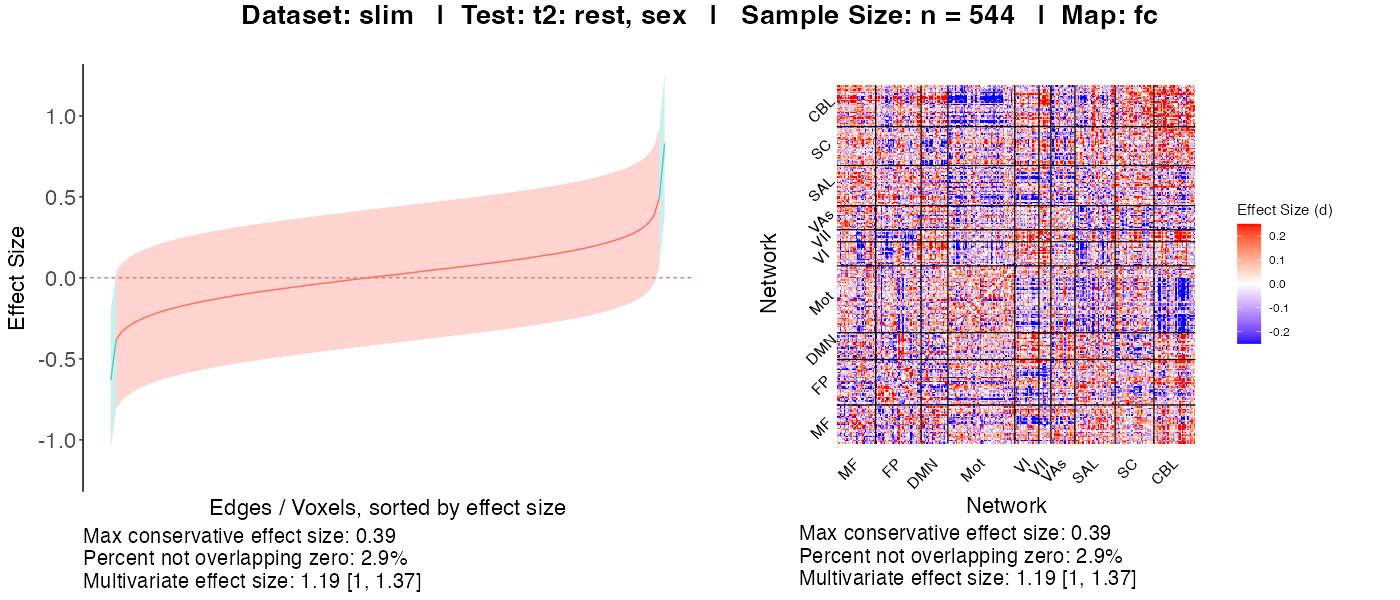 Dataset: slim | Test: t2: rest, sex | Sample Size: n = 544 | Map: fc
Effect Size
1.0
0.5
0.0
-0.5
-1.0
Edges / Voxels, sorted by effect size
Max conservative effect size: 0.39
Percent not overlapping zero: 2.9%
Multivariate effect size: 1.19 [1, 1.37]
Network
CBL
SC
SAL
VAs
VII
VI
Mot
DMN
FP
MF
MF FP DMN Mot VI VII VAs SAL SC CBL
Network
Max conservative effect size: 0.39
Percent not overlapping zero: 2.9%
Multivariate effect size: 1.19 [1, 1.37]
Effect Size (d)
0.2
0.1
0.0
-0.1
-0.2